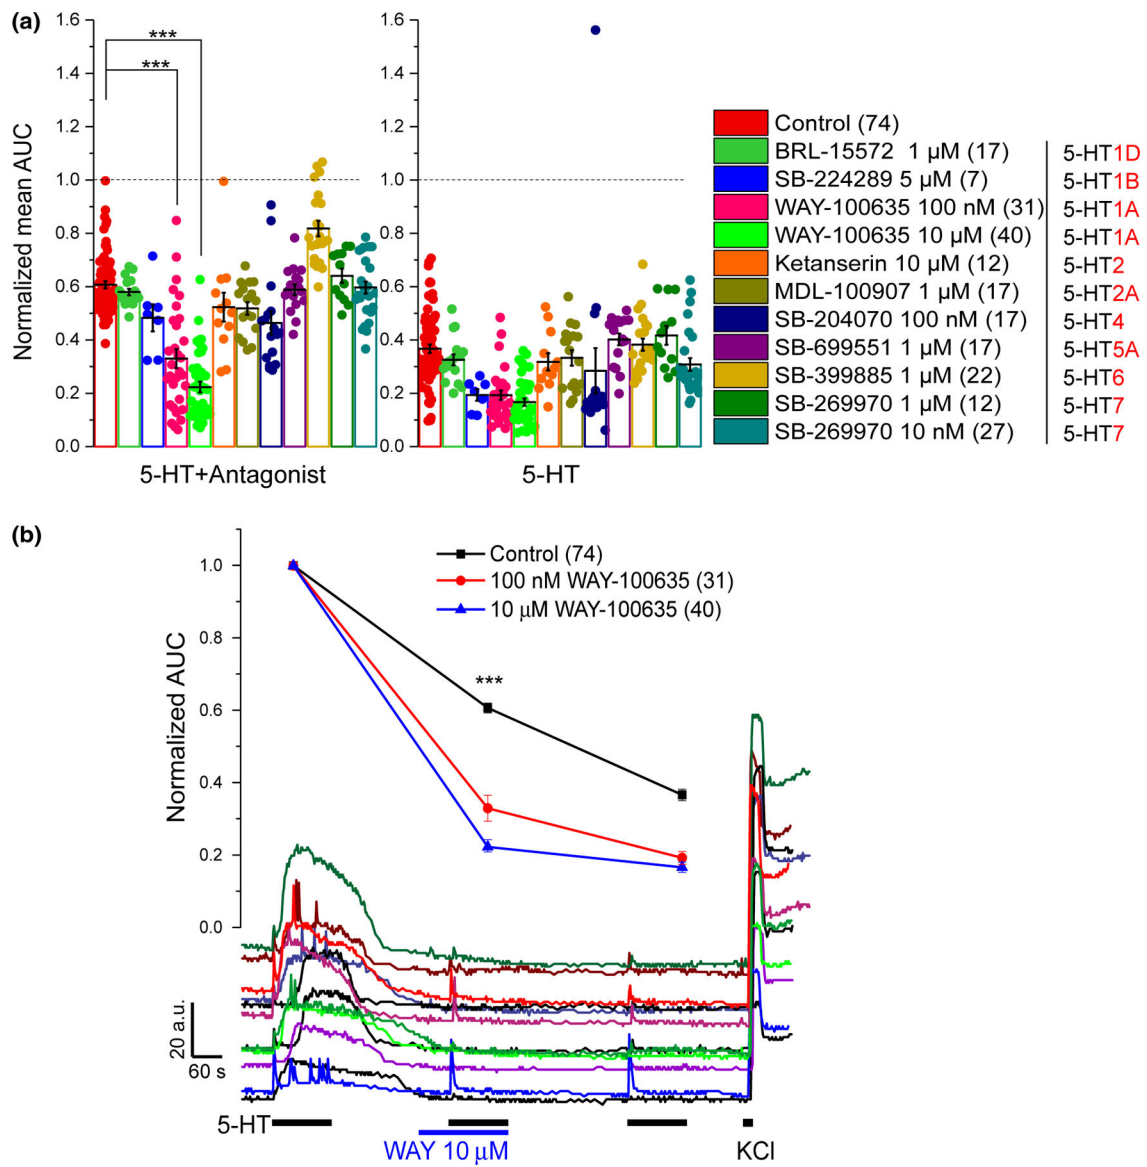 (a)
Normalized mean AUC
1.6
1.4
1.2
1.0
0.8
0.6
0.4
0.2
0.0
***
***
5-HT+Antagonist
1.6
1.4
1.2
1.0
0.8
0.6
0.4
0.2
0.0
5-HT
Control (74)
BRL-15572 1 µM (17) 5-HT1D
SB-224289 5 µM (7) 5-HT1B
WAY-100635 100 nM (31) 5-HT1A
WAY-100635 10 µM (40) 5-HT1A
Ketanserin 10 µM (12) 5-HT2
MDL-100907 1 µM (17) 5-HT2A
SB-204070 100 nM (17) 5-HT4
SB-699551 1 µM (17) 5-HT5A
SB-399885 1 µM (22) 5-HT6
SB-269970 1 µM (12) 5-HT7
SB-269970 10 nM (27) 5-HT7
(b)
Normalized AUC
1.0
0.8
0.6
0.4
0.2
0.0
Control (74)
100 nM WAY-100635 (31)
10 µM WAY-100635 (40)
***
20 a.u.
60 s
5-HT
WAY 10 µM
KCl